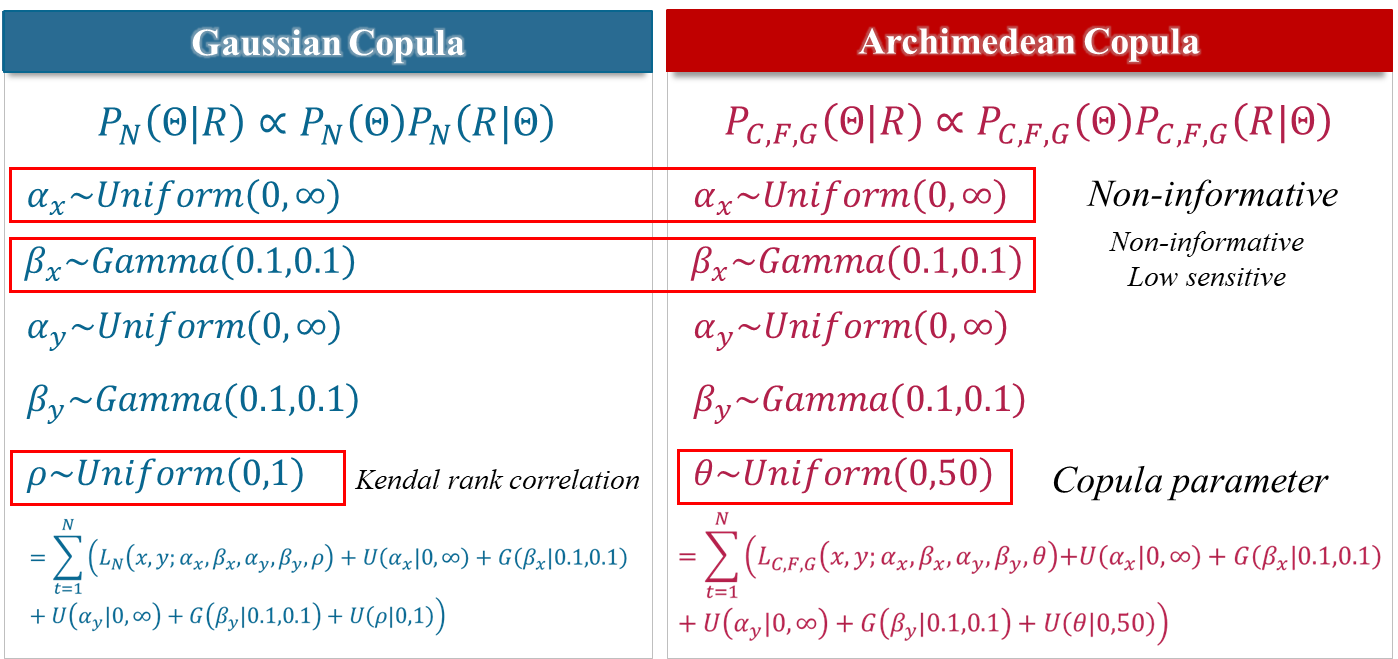 Gaussian Copula
P_N(Θ|R) ∝ P_N(Θ)P_N(R|Θ)
α_x~Uniform(0,∞)
β_x~Gamma(0.1,0.1)
α_y~Uniform(0,∞)
β_y~Gamma(0.1,0.1)
ρ~Uniform(0,1) Kendal rank correlation
= ∑_{t=1}^{N} (L_N(x, y; α_x, β_x, α_y, β_y, ρ) + U(α_x|0,∞) + G(β_x|0.1,0.1)
+ U(α_y|0,∞) + G(β_y|0.1,0.1) + U(ρ|0,1))
Archimedean Copula
P_{C,F,G}(Θ|R) ∝ P_{C,F,G}(Θ)P_{C,F,G}(R|Θ)
α_x~Uniform(0,∞) Non-informative
β_x~Gamma(0.1,0.1) Non-informative
Low sensitive
α_y~Uniform(0,∞)
β_y~Gamma(0.1,0.1)
θ~Uniform(0,50) Copula parameter
= ∑_{t=1}^{N} (L_{C,F,G}(x, y; α_x, β_x, α_y, β_y, θ)+U(α_x|0,∞) + G(β_x|0.1,0.1)
+ U(α_y|0,∞) + G(β_y|0.1,0.1) + U(θ|0,50))